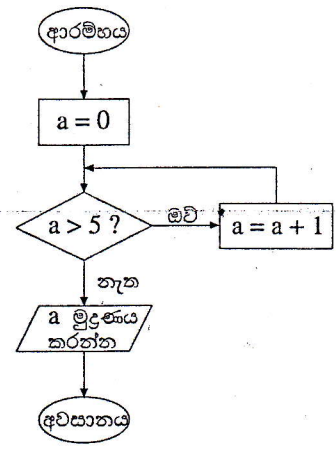 ආරම්භය
a = 0
a > 5 ?
ඔව්
a = a + 1
නැත
a මුද්‍රණය
කරන්න
අවසානය